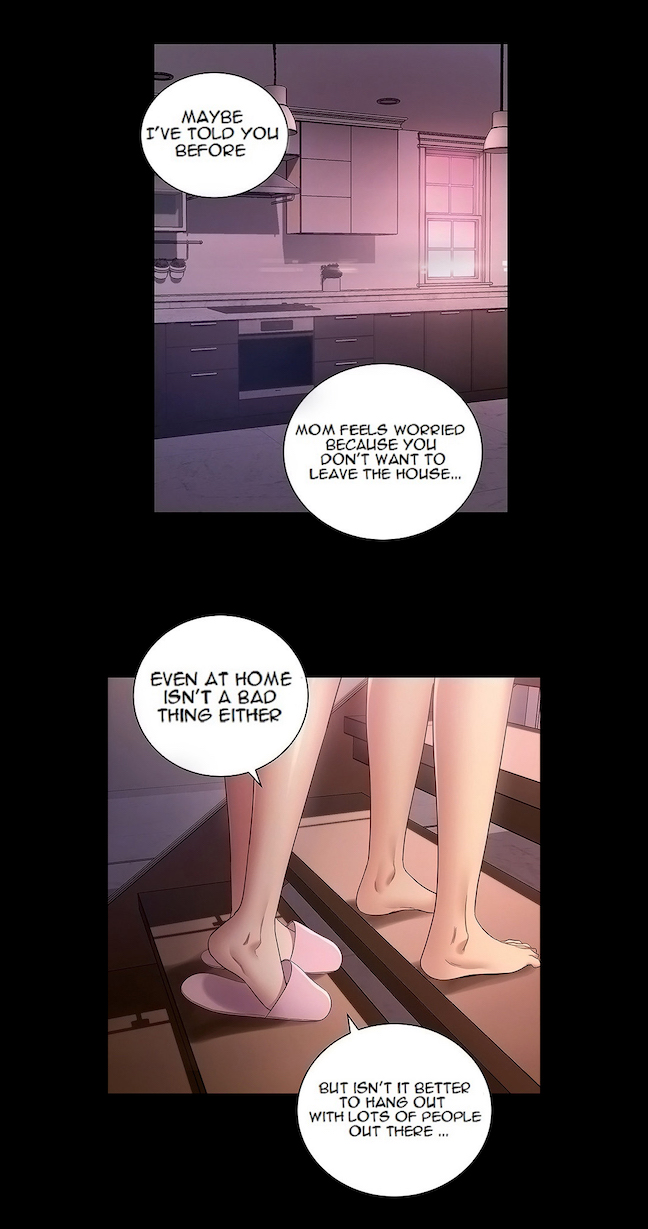 MAYBE
I'VE TOLD YOU
BEFORE
MOM FEELS WORRIED
BECAUSE YOU
DON'T WANT TO
LEAVE THE HOUSE...
EVEN AT HOME
ISN'T A BAD
THING EITHER
BUT ISN'T IT BETTER
TO HANG OUT
WITH LOTS OF PEOPLE
OUT THERE ...